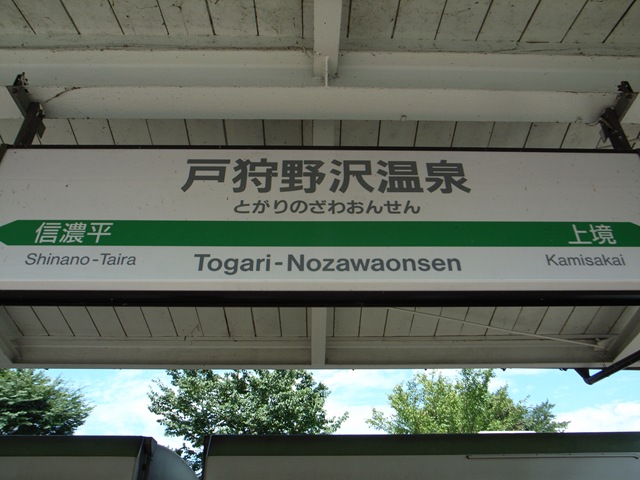 戸狩野沢温泉
とがりのざわおんせん
信濃平 上境
Shinano-Taira Togari-Nozawaonsen Kamisakai